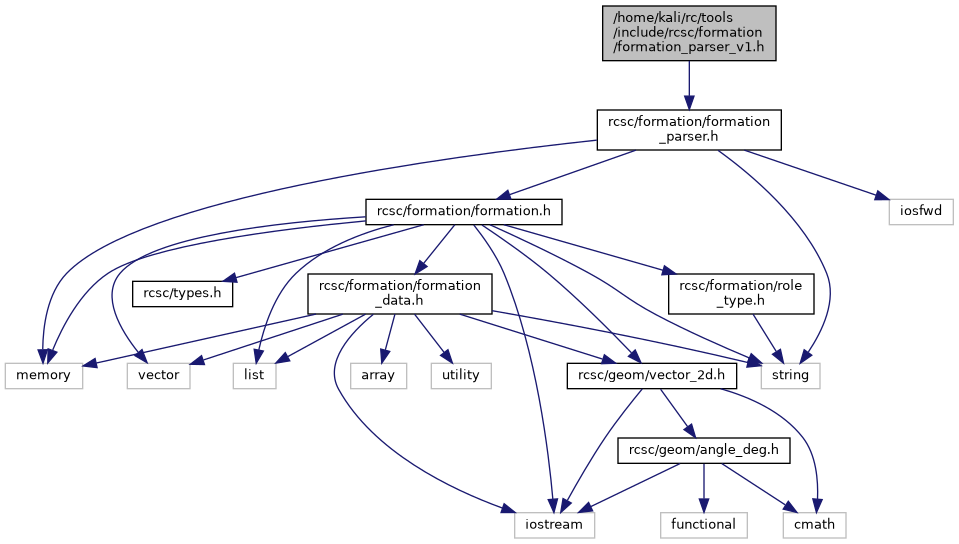 /home/kali/rc/tools
/include/rcsc/formation
/formation_parser_v1.h
rcsc/formation/formation
_parser.h
rcsc/formation/formation.h
iosfwd
rcsc/types.h
rcsc/formation/formation
_data.h
rcsc/formation/role
_type.h
memory
vector
list
array
utility
rcsc/geom/vector_2d.h
string
rcsc/geom/angle_deg.h
iostream
functional
cmath